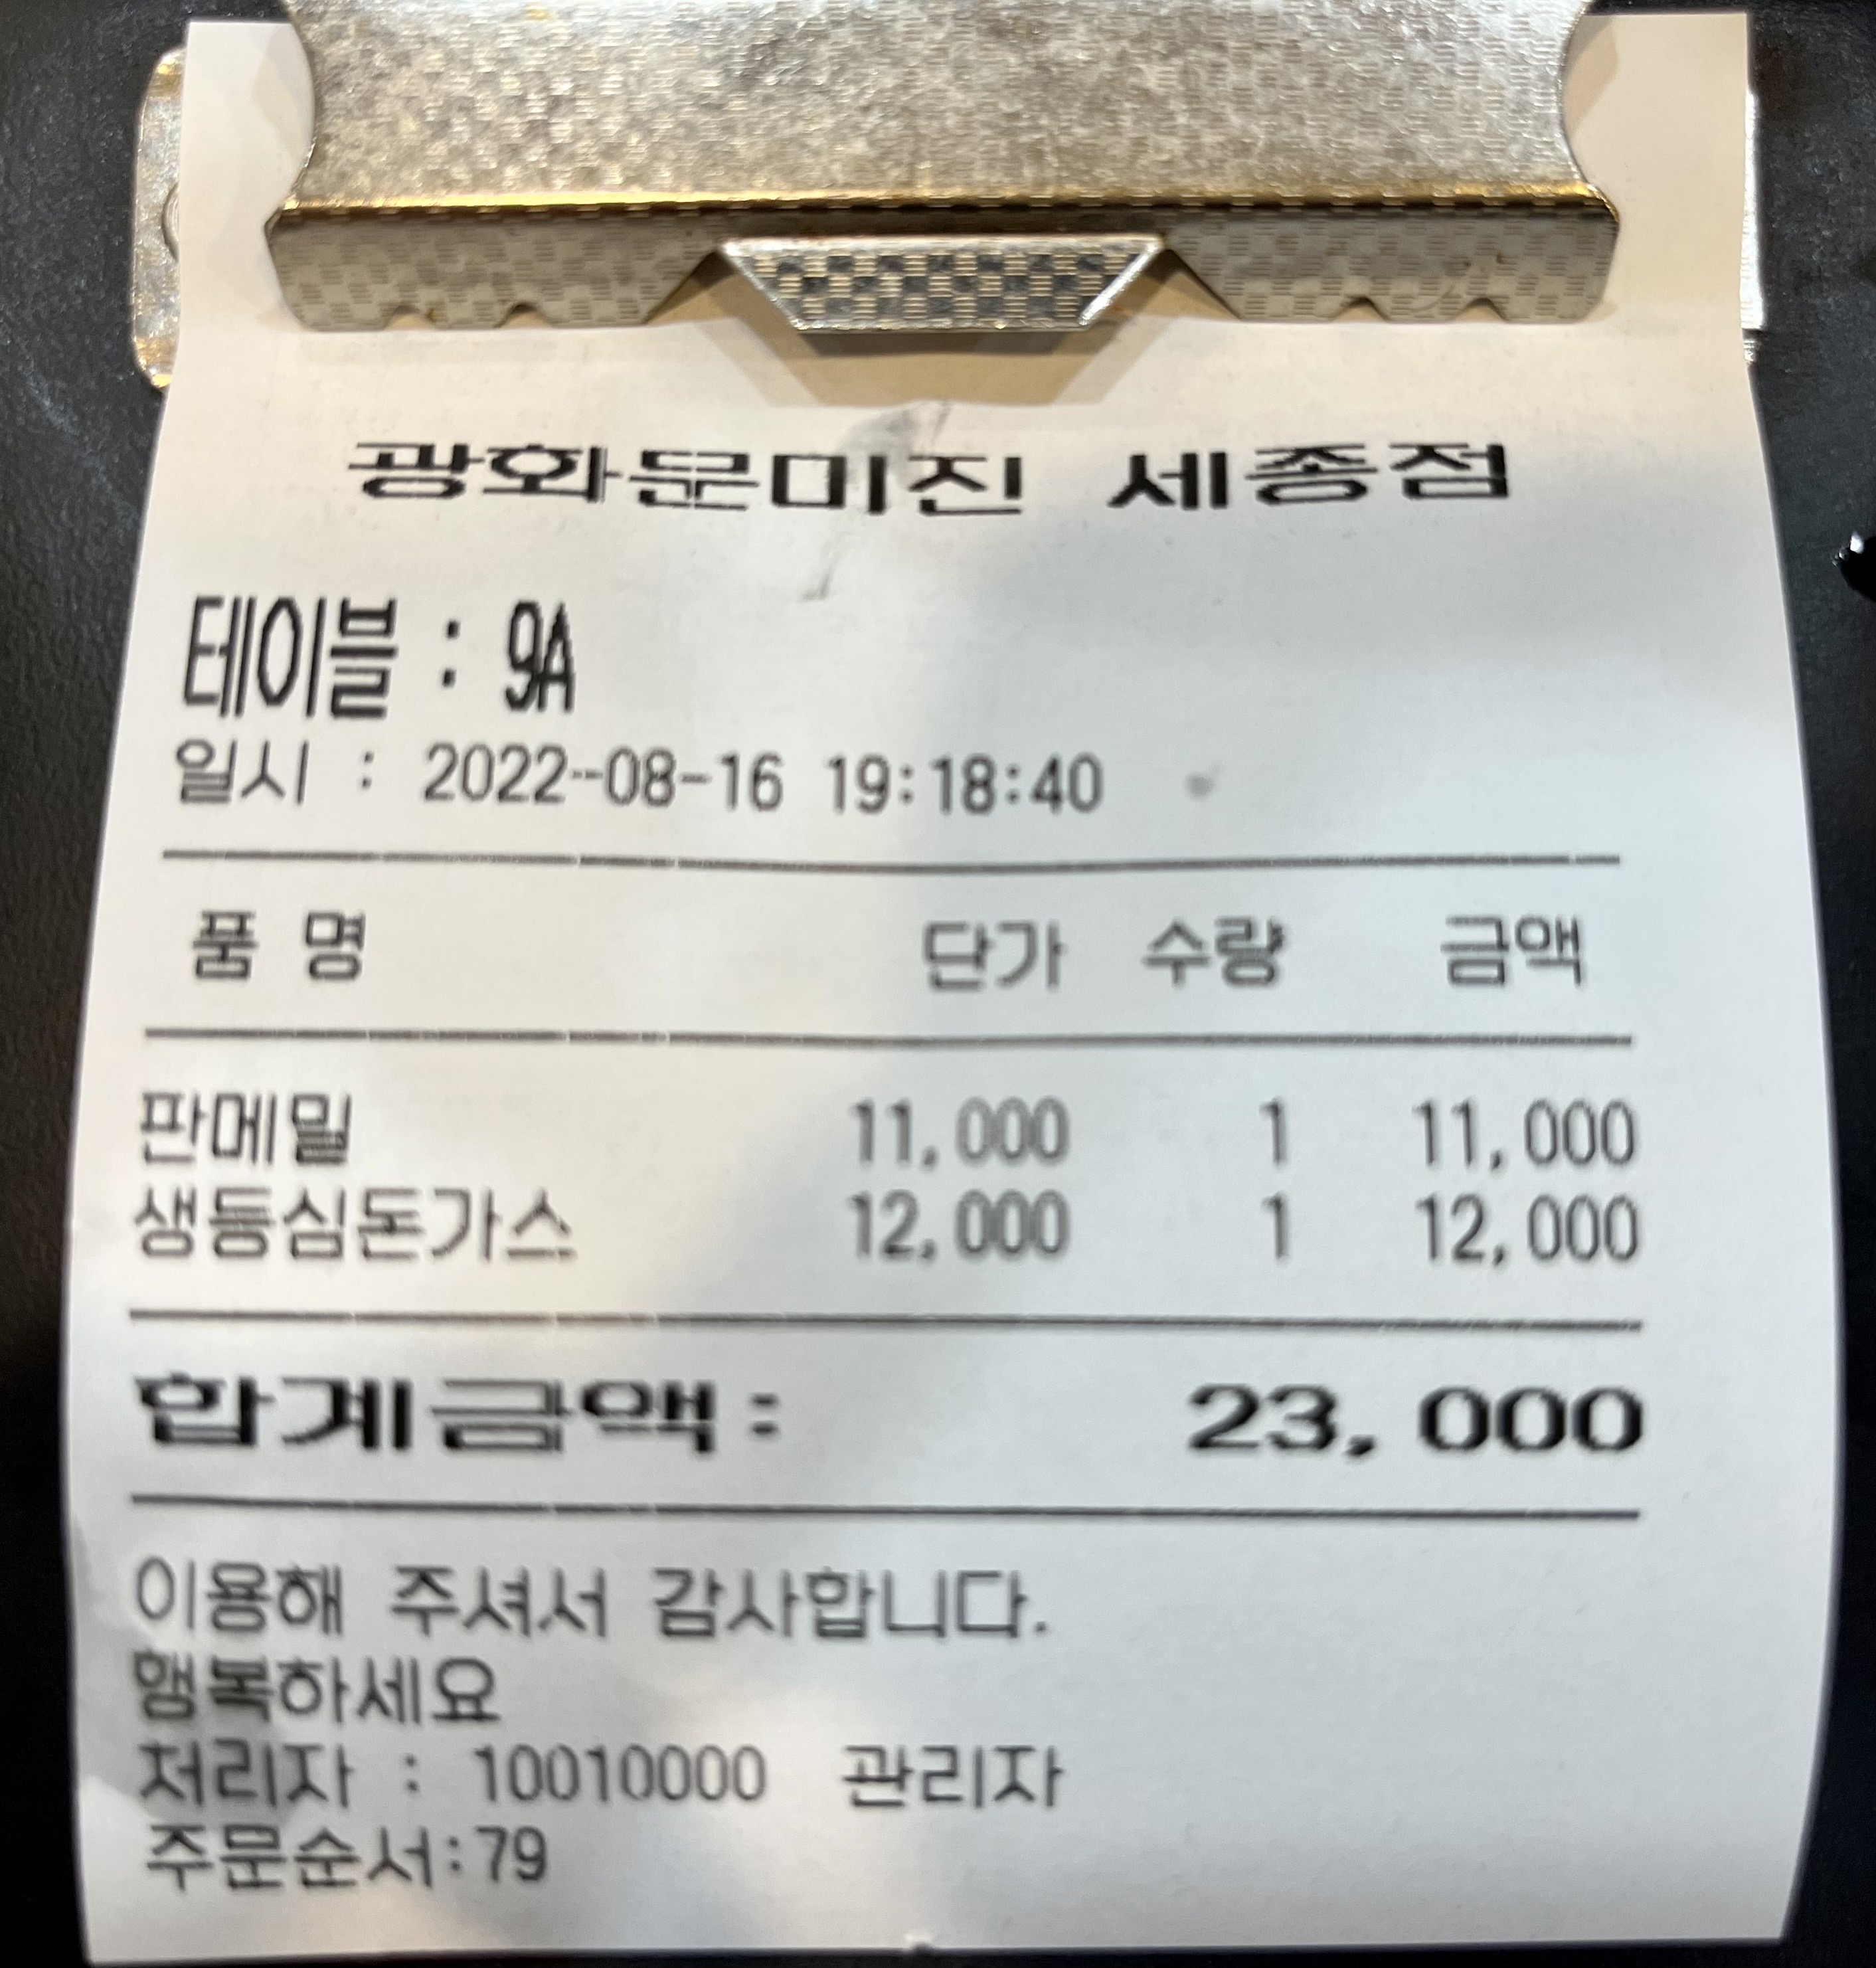 광화문미진 세종점
테이블 : 9A
일시 : 2022-08-16 19:18:40
품 명 단가 수량 금액
판메밀 11,000 1 11,000
생등심돈가스 12,000 1 12,000
합계금액: 23,000
이용해 주셔서 감사합니다.
행복하세요
처리자 : 10010000 관리자
주문순서:79